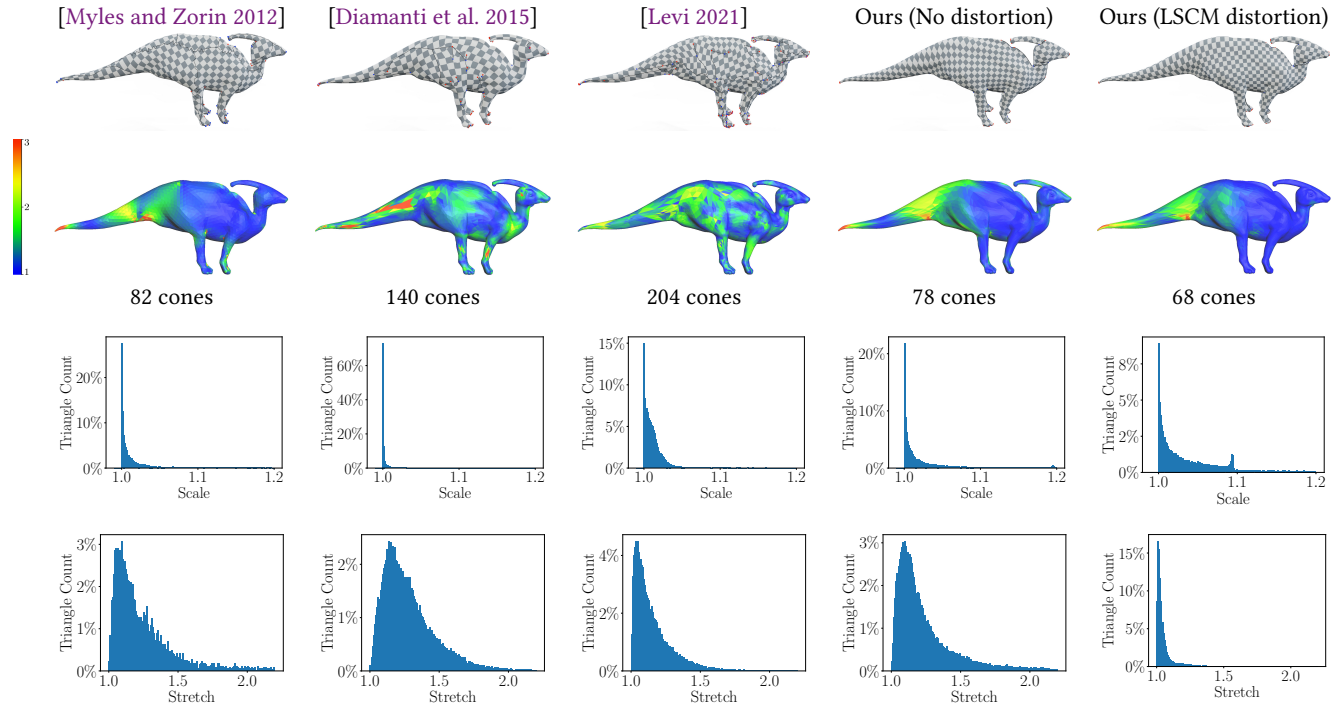 [Myles and Zorin 2012] [Diamanti et al. 2015] [Levi 2021] Ours (No distortion) Ours (LSCM distortion)
3
2
1
82 cones 140 cones 204 cones 78 cones 68 cones
Triangle Count 20% 10% 0% 1.0 1.1 1.2 Scale
Triangle Count 60% 40% 20% 0% 1.0 1.1 1.2 Scale
Triangle Count 15% 10% 5% 0% 1.0 1.1 1.2 Scale
Triangle Count 20% 10% 0% 1.0 1.1 1.2 Scale
Triangle Count 8% 5% 2% 0% 1.0 1.1 1.2 Scale
Triangle Count 3% 2% 1% 0% 1.0 1.5 2.0 Stretch
Triangle Count 2% 1% 0% 1.0 1.5 2.0 Stretch
Triangle Count 4% 2% 0% 1.0 1.5 2.0 Stretch
Triangle Count 3% 2% 1% 0% 1.0 1.5 2.0 Stretch
Triangle Count 15% 10% 5% 0% 1.0 1.5 2.0 Stretch